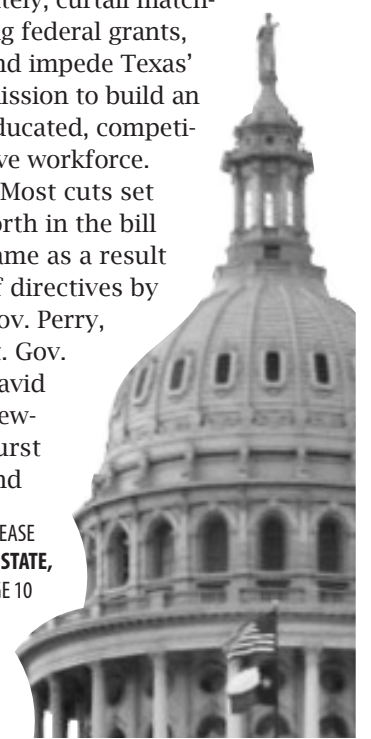 tely, curtail match-
g federal grants,
nd impede Texas'
ission to build an
ducated, competi-
ve workforce.
Most cuts set
orth in the bill
ame as a result
f directives by
ov. Perry,
. Gov.
avid
ew-
urst
nd
EASE
STATE,
GE 10